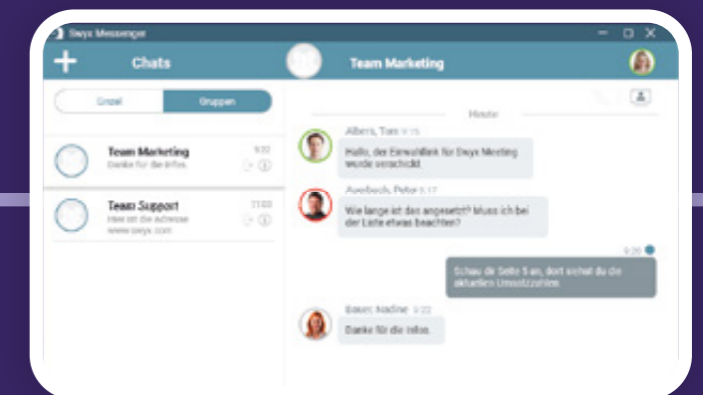 Swyx Messenger
Chats
Team Marketing
Einzel
Gruppen
Heute
Team Marketing 9:22
Danke für die Infos.
Team Support 11:03
Hier ist die Adresse
www.swyx.com
Albers, Tom 9:15
Hallo, der Einwahllink für Swyx Meeting
wurde verschickt
Auerbach, Peter 9:17
Wie lange ist das angesetzt? Muss ich bei
der Liste etwas beachten?
9:20
Schau dir Seite 5 an, dort siehst du die
aktuellen Umsatzzahlen.
Bauer, Nadine 9:22
Danke für die Infos.